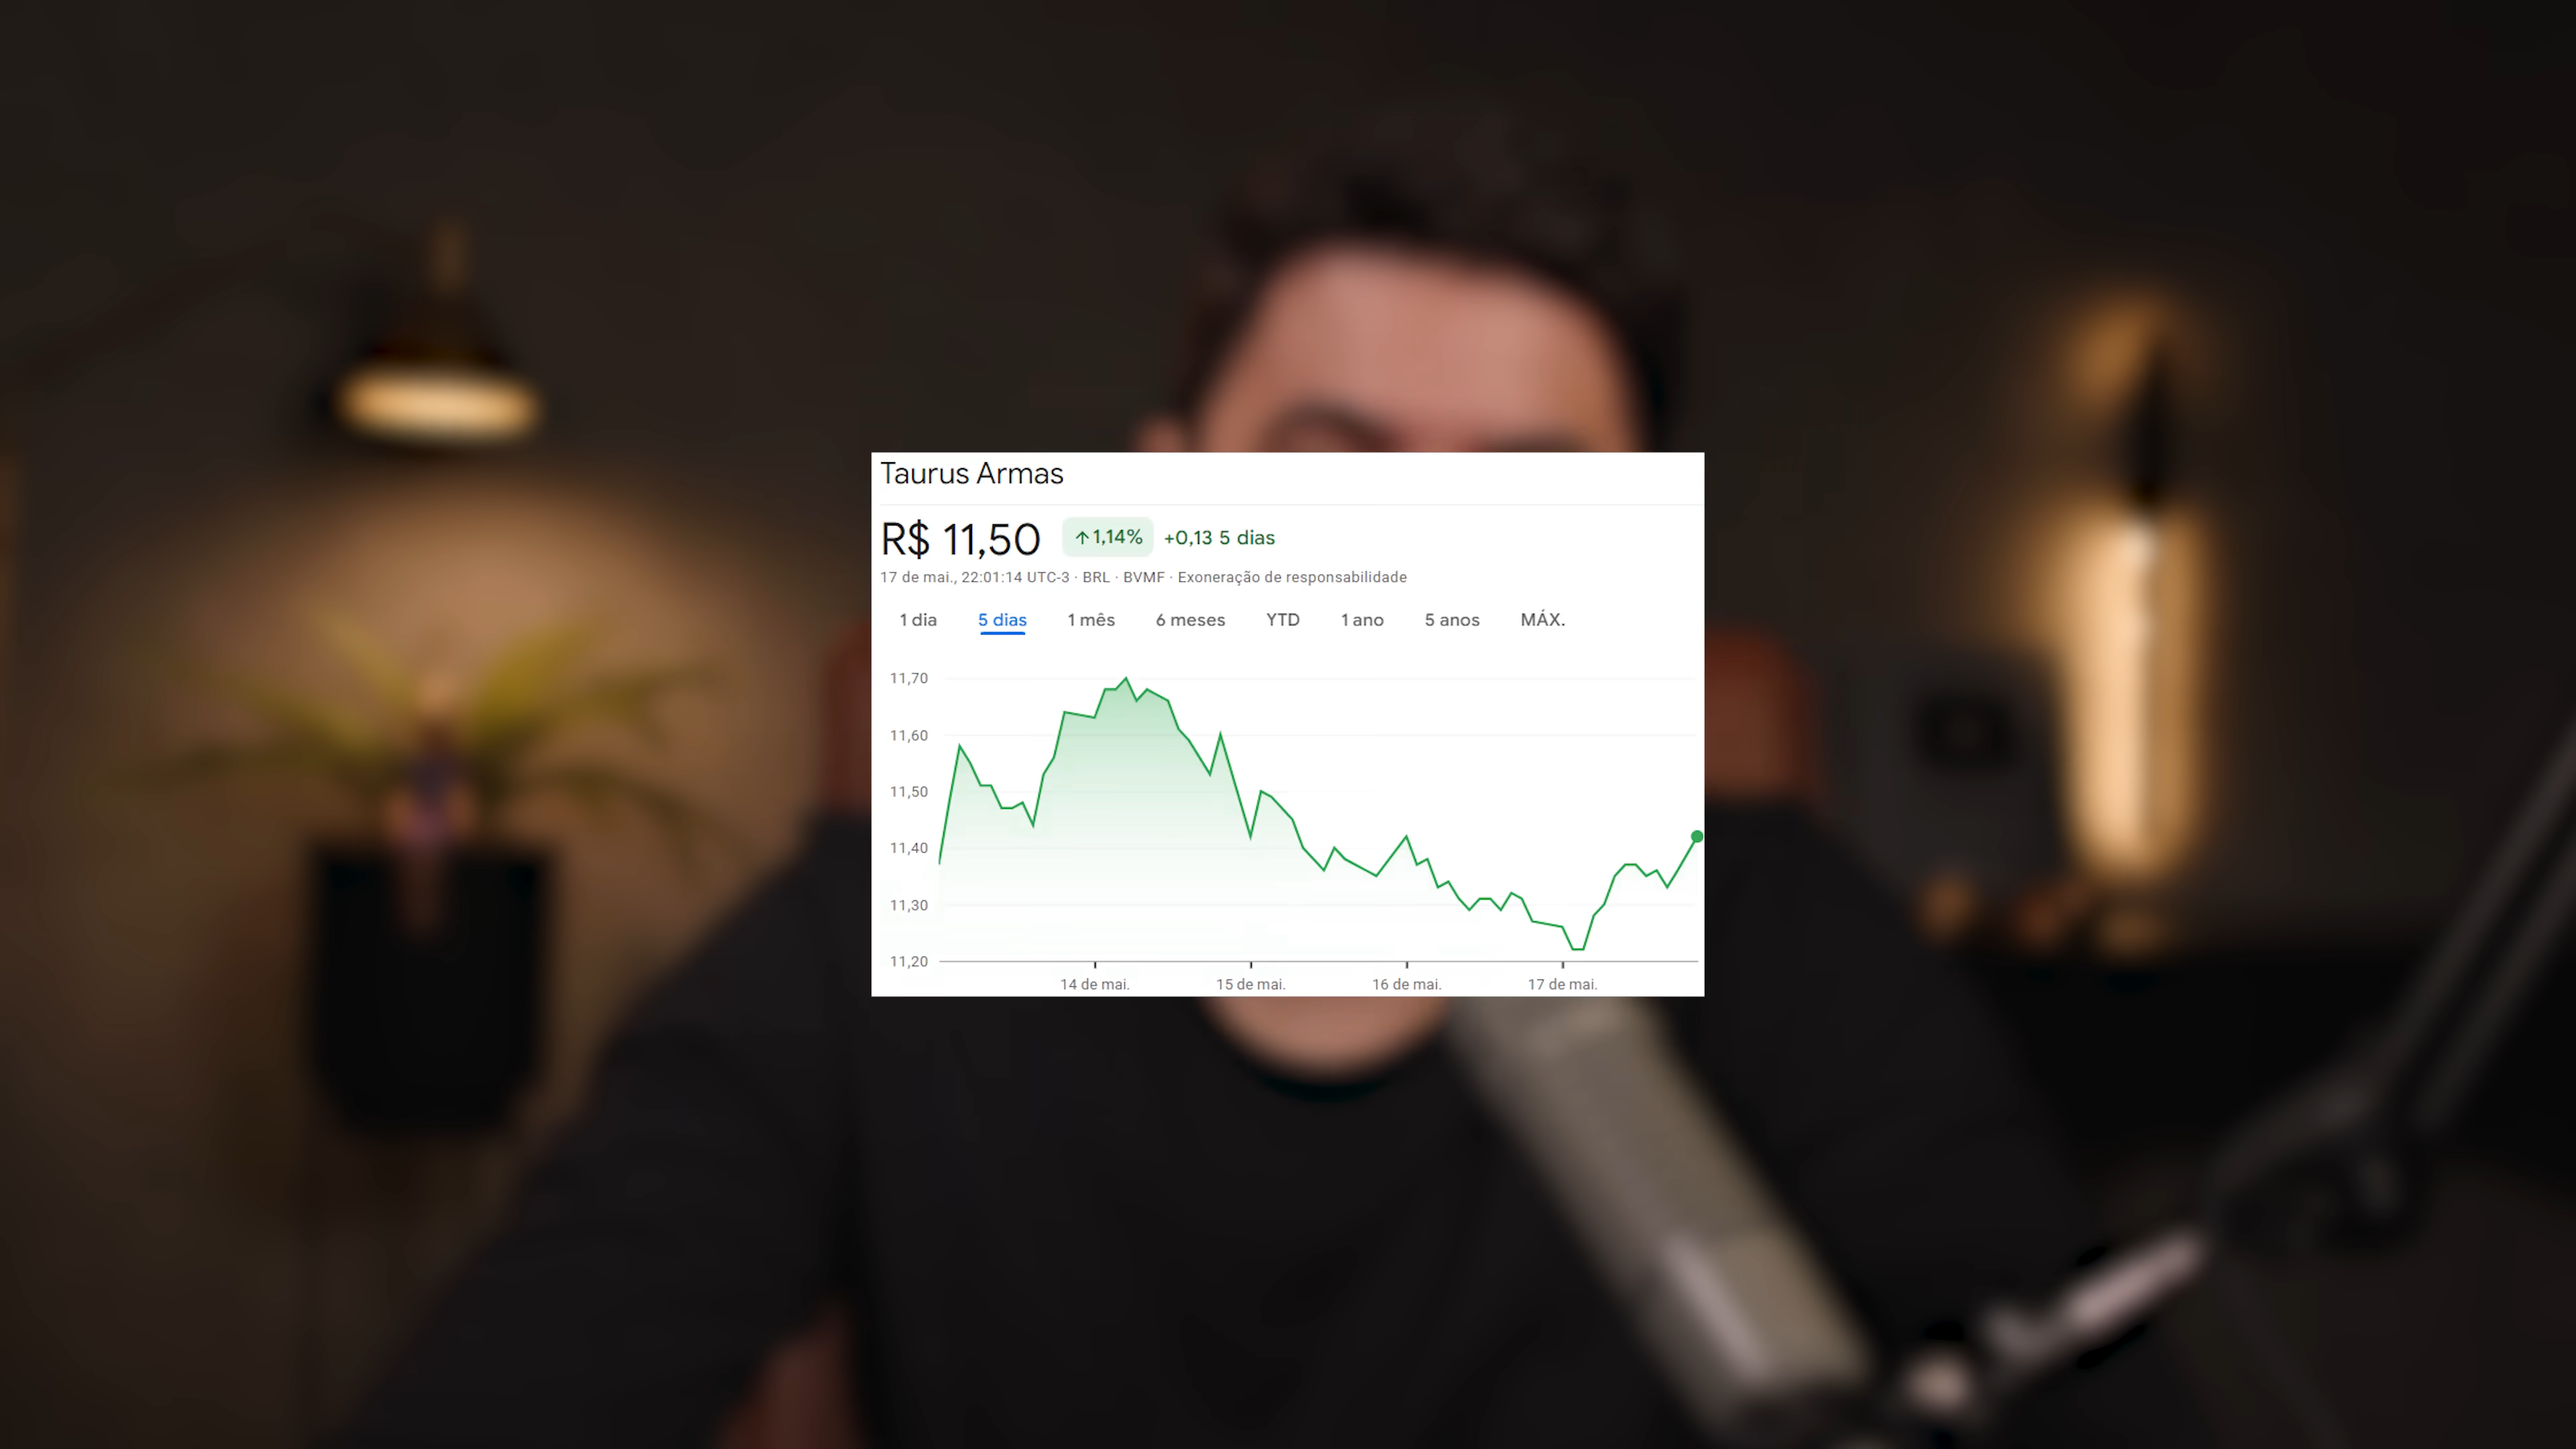 Taurus Armas
R$ 11,50 ↑1,14% +0,13 5 dias
17 de mai., 22:01:14 UTC-3 · BRL · BVMF · Exoneração de responsabilidade
1 dia 5 dias 1 mês 6 meses YTD 1 ano 5 anos MÁX.
11,70
11,60
11,50
11,40
11,30
11,20
14 de mai. 15 de mai. 16 de mai. 17 de mai.